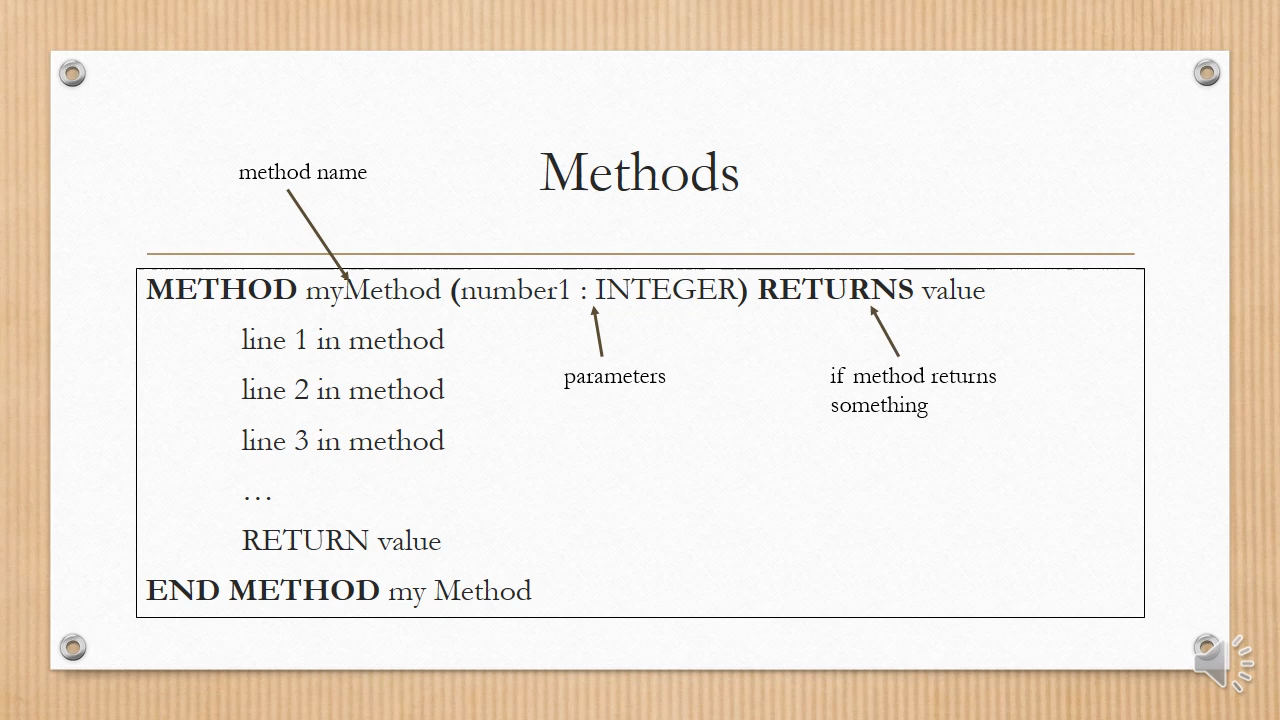 Methods
method name
METHOD myMethod (number1 : INTEGER) RETURNS value
line 1 in method
parameters
if method returns
something
line 2 in method
line 3 in method
…
RETURN value
END METHOD my Method